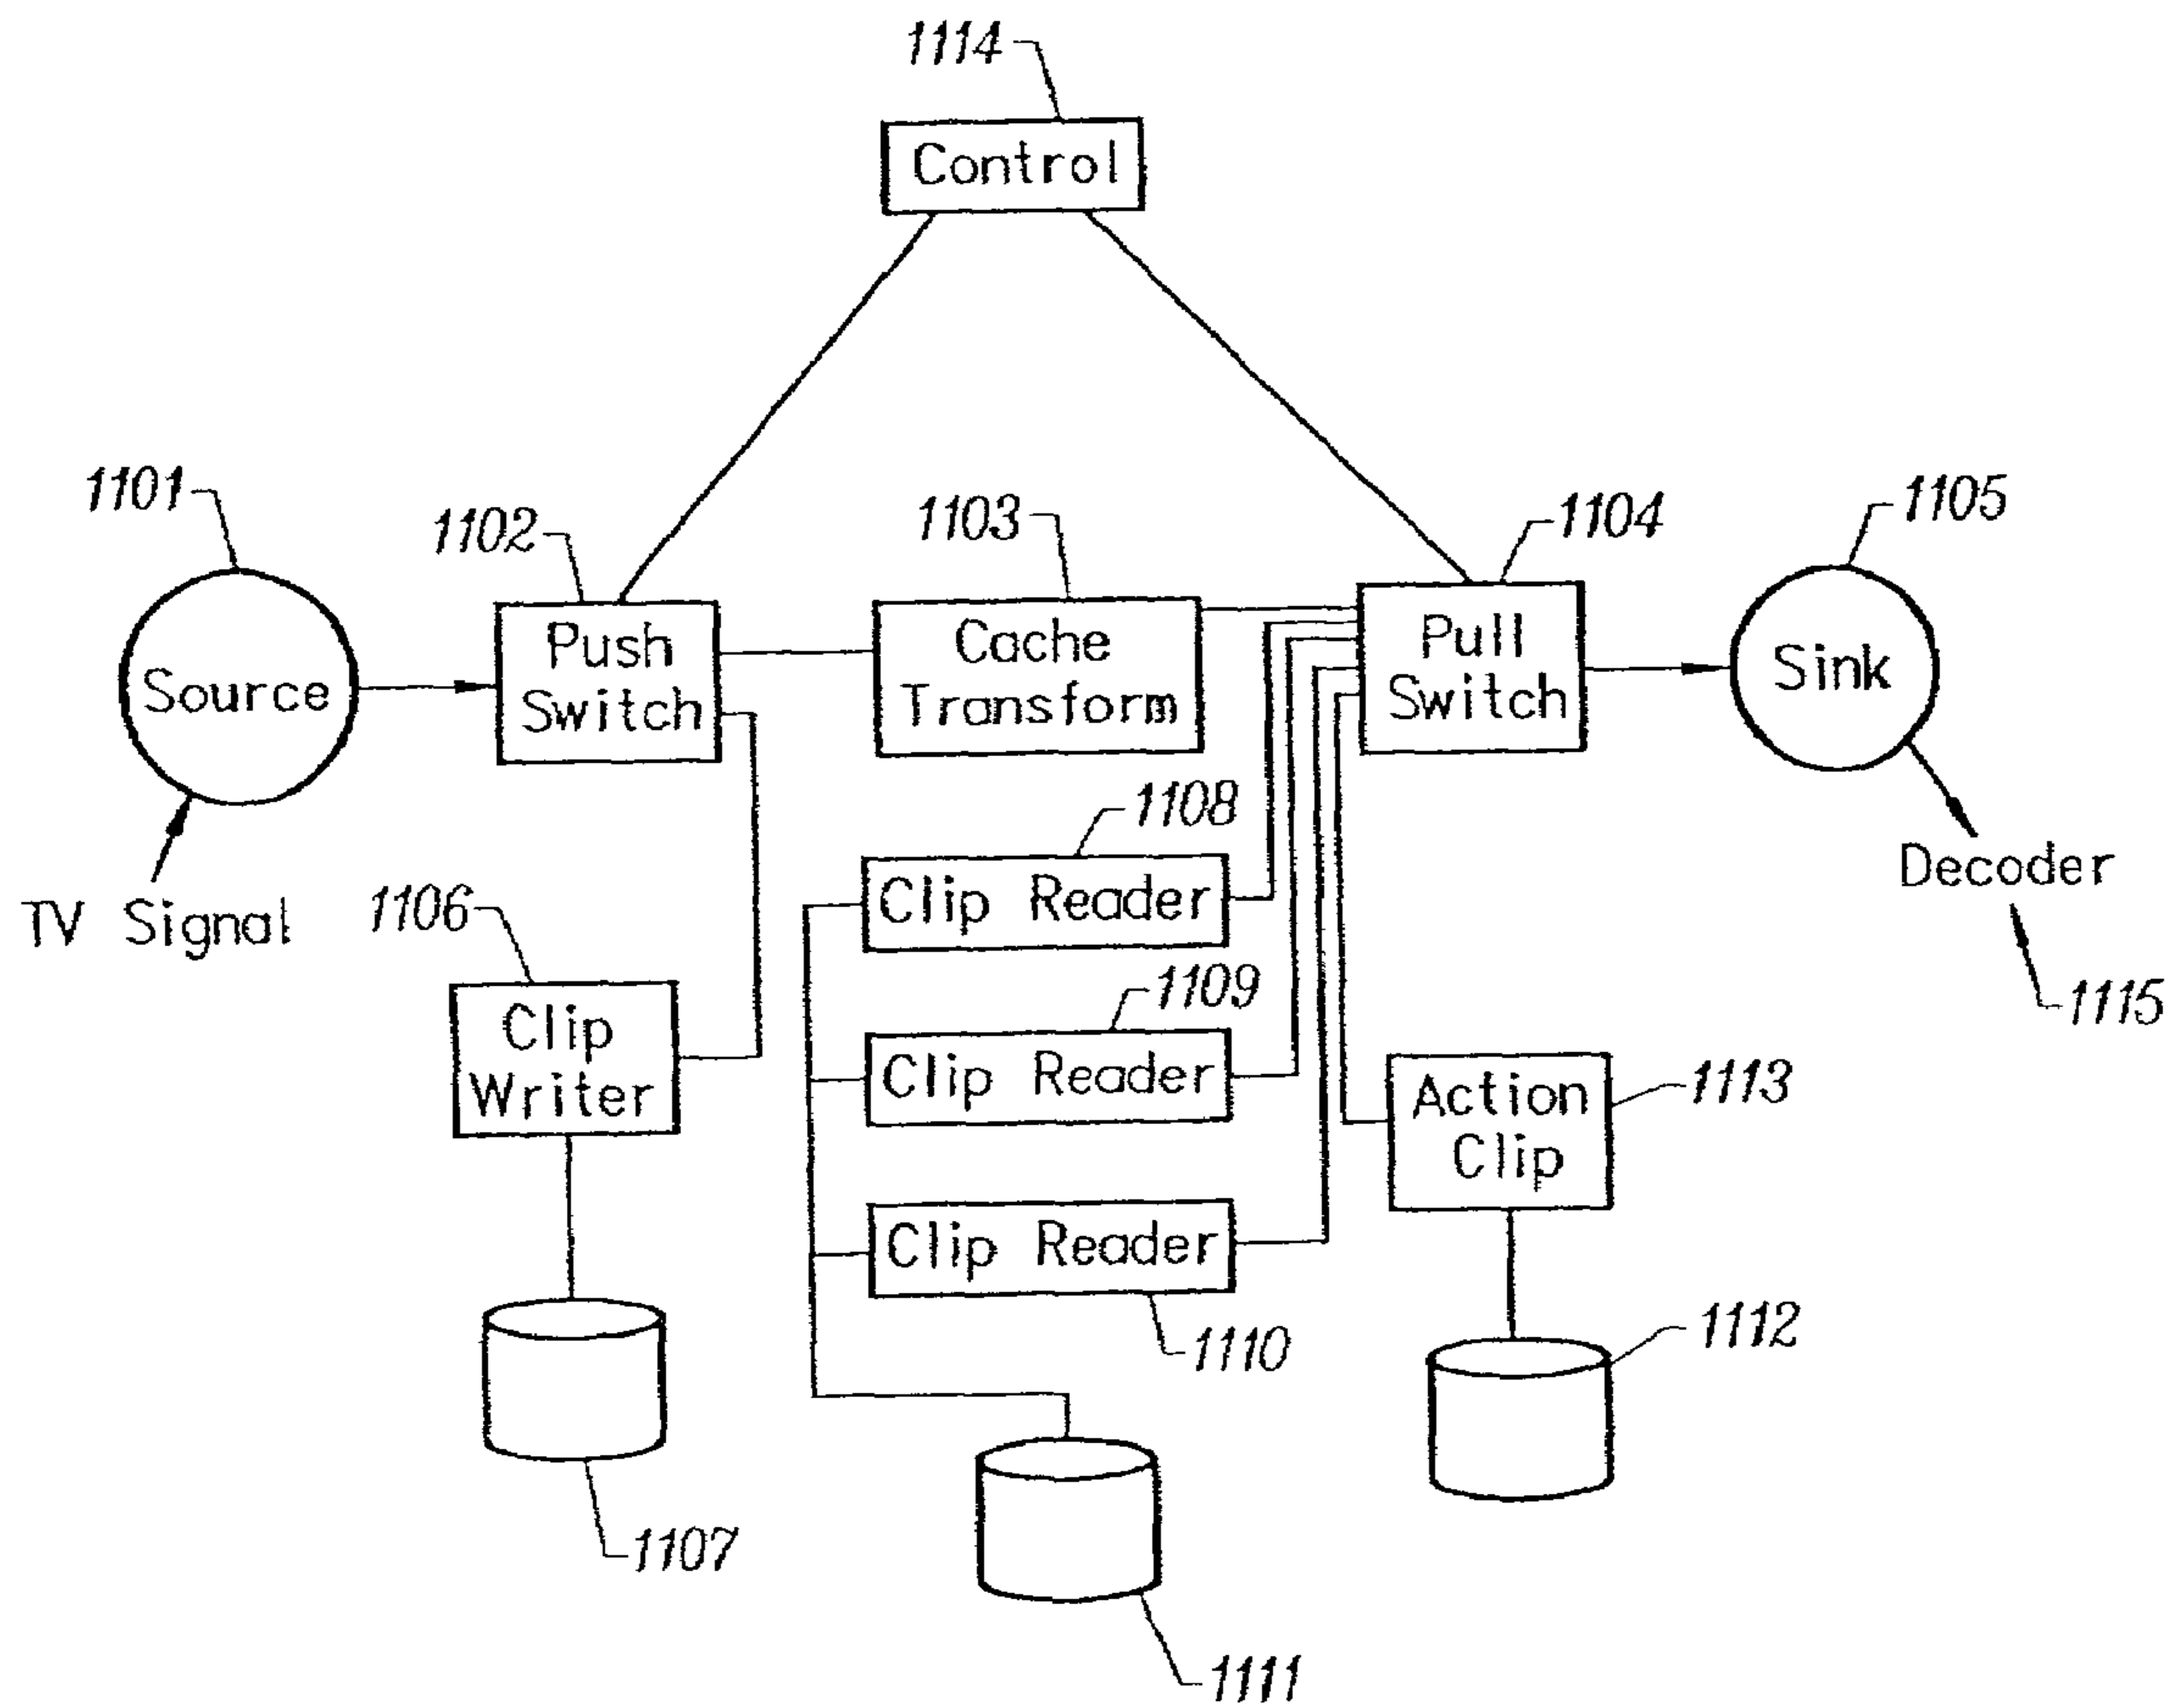 1114
Control
1101
1102
1103
1104
1105
Source
Push
Switch
Cache
Transform
Pull
Switch
Sink
TV Signal
Decoder
1115
1106
Clip
Writer
1108
Clip Reader
1109
Clip Reader
Clip Reader
1110
Action
Clip
1113
1107
1111
1112